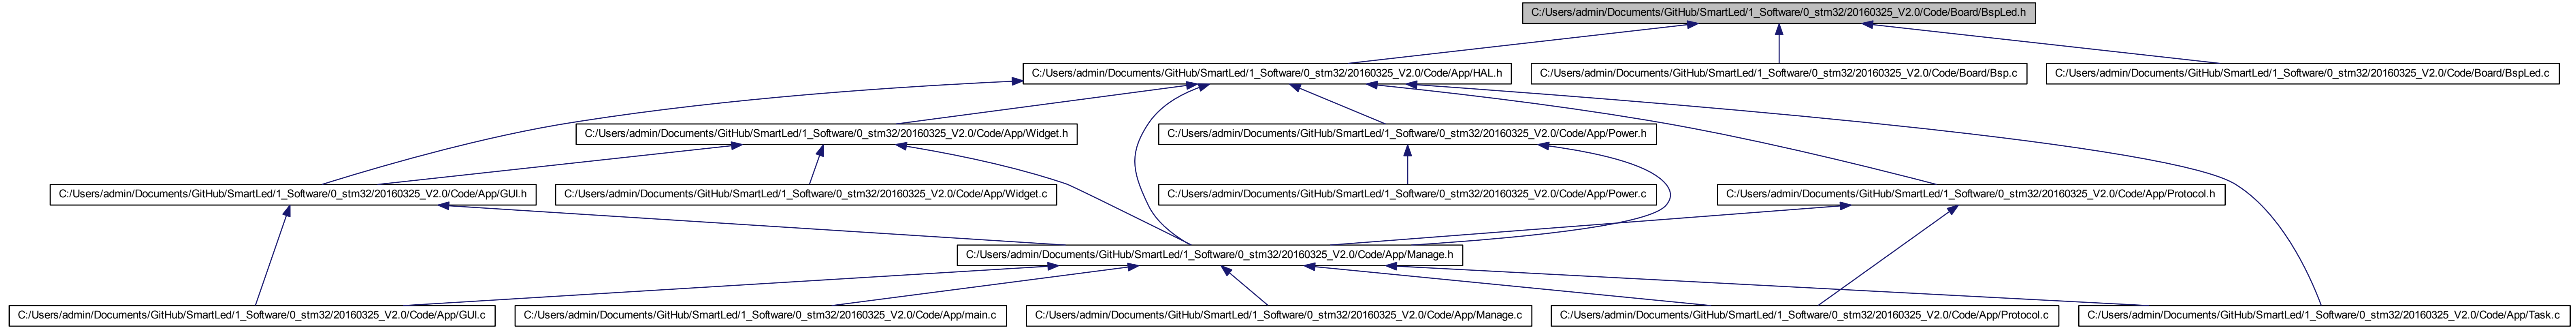 C:/Users/admin/Documents/GitHub/SmartLed/1_Software/0_stm32/20160325_V2.0/Code/Board/BspLed.h
C:/Users/admin/Documents/GitHub/SmartLed/1_Software/0_stm32/20160325_V2.0/Code/App/HAL.h
C:/Users/admin/Documents/GitHub/SmartLed/1_Software/0_stm32/20160325_V2.0/Code/Board/Bsp.c
C:/Users/admin/Documents/GitHub/SmartLed/1_Software/0_stm32/20160325_V2.0/Code/Board/BspLed.c
C:/Users/admin/Documents/GitHub/SmartLed/1_Software/0_stm32/20160325_V2.0/Code/App/Widget.h
C:/Users/admin/Documents/GitHub/SmartLed/1_Software/0_stm32/20160325_V2.0/Code/App/Power.h
C:/Users/admin/Documents/GitHub/SmartLed/1_Software/0_stm32/20160325_V2.0/Code/App/GUI.h
C:/Users/admin/Documents/GitHub/SmartLed/1_Software/0_stm32/20160325_V2.0/Code/App/Widget.c
C:/Users/admin/Documents/GitHub/SmartLed/1_Software/0_stm32/20160325_V2.0/Code/App/Power.c
C:/Users/admin/Documents/GitHub/SmartLed/1_Software/0_stm32/20160325_V2.0/Code/App/Protocol.h
C:/Users/admin/Documents/GitHub/SmartLed/1_Software/0_stm32/20160325_V2.0/Code/App/Manage.h
C:/Users/admin/Documents/GitHub/SmartLed/1_Software/0_stm32/20160325_V2.0/Code/App/GUI.c
C:/Users/admin/Documents/GitHub/SmartLed/1_Software/0_stm32/20160325_V2.0/Code/App/main.c
C:/Users/admin/Documents/GitHub/SmartLed/1_Software/0_stm32/20160325_V2.0/Code/App/Manage.c
C:/Users/admin/Documents/GitHub/SmartLed/1_Software/0_stm32/20160325_V2.0/Code/App/Protocol.c
C:/Users/admin/Documents/GitHub/SmartLed/1_Software/0_stm32/20160325_V2.0/Code/App/Task.c